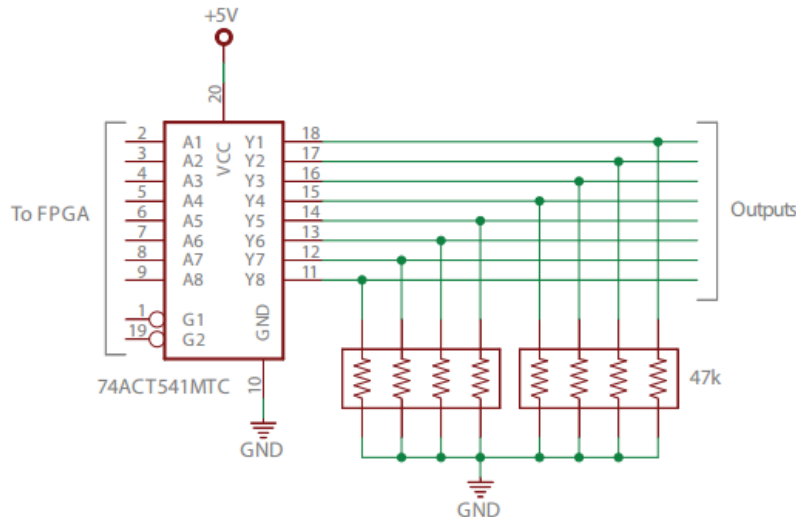 +5V
20
2 A1 VCC Y1 18
3 A2 Y2 17
4 A3 Y3 16
To FPGA 5 A4 Y4 15 Outputs
6 A5 Y5 14
7 A6 Y6 13
8 A7 Y7 12
9 A8 Y8 11
1 G1 GND
19 G2
74ACT541MTC 10 47k
GND
GND